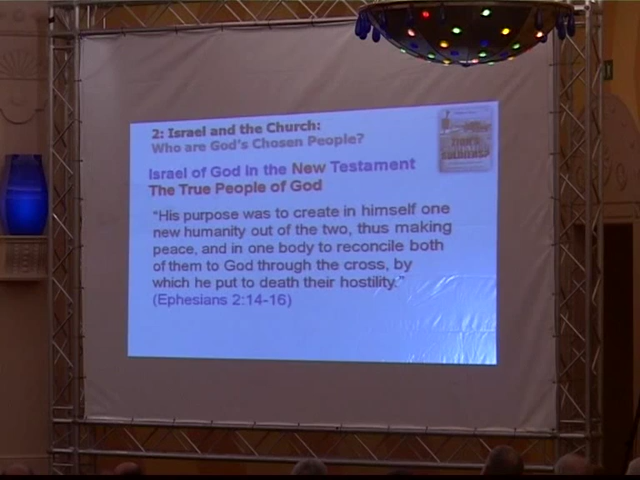 2: Israel and the Church:
Who are God's Chosen People?
Israel of God in the New Testament
The True People of God
"His purpose was to create in himself one
new humanity out of the two, thus making
peace, and in one body to reconcile both
of them to God through the cross, by
which he put to death their hostility."
(Ephesians 2:14-16)
ZION'S
SOLDIERS?